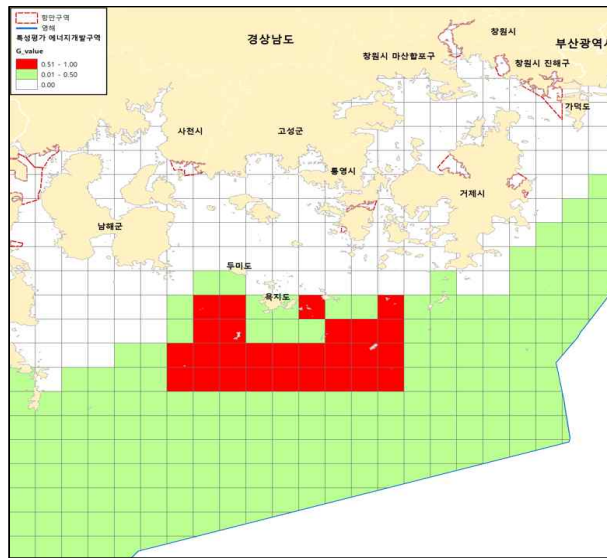 항만구역
영해
특성평가 에너지개발구역
G_value
0.51 - 1.00
0.01 - 0.50
0.00
경상남도
창원시
부산광역시
창원시 마산합포구
창원시 진해구
가덕도
사천시
고성군
통영시
거제시
남해군
두미도
욕지도